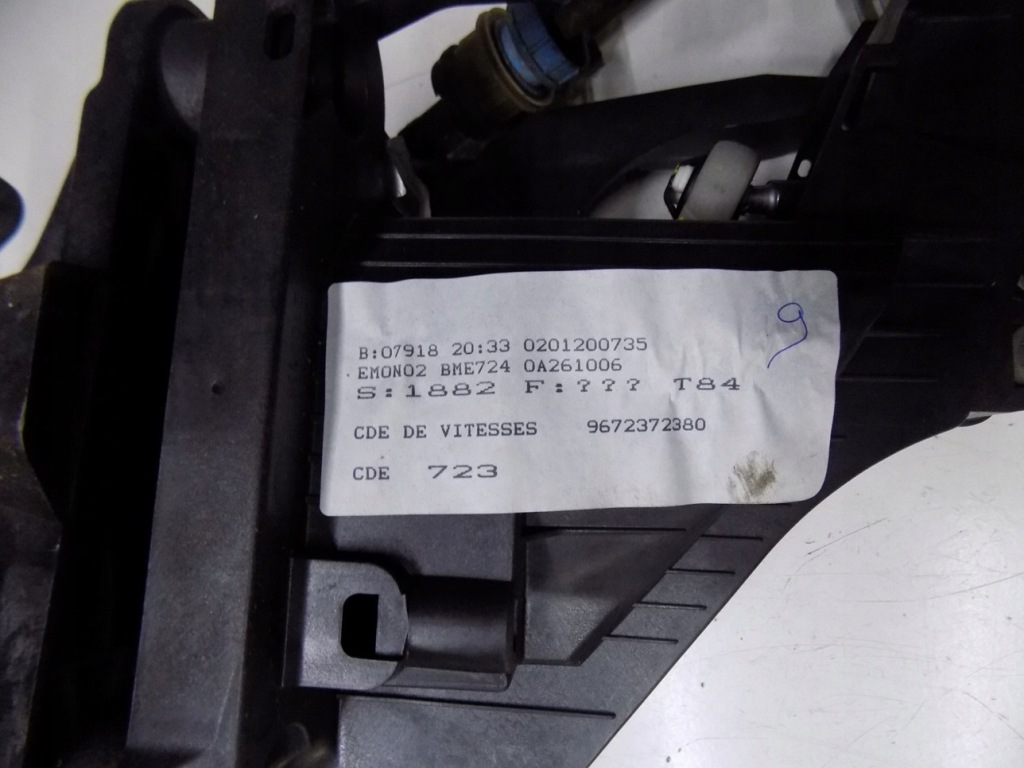 B:07918 20:33 0201200735
EMON02 BME724 0A261006
S:1882 F:??? T84
CDE DE VITESSES 9672372380
CDE 723
9